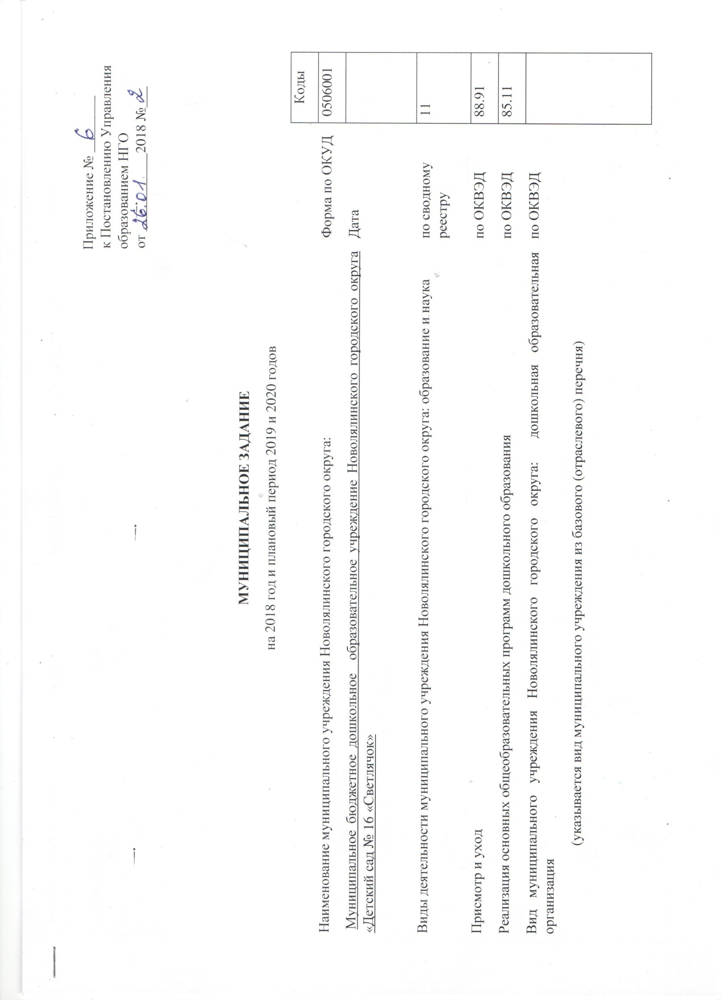 Приложение № 6
к Постановлению Управления
образованием НГО
от 26.01. 2018 № 2
МУНИЦИПАЛЬНОЕ ЗАДАНИЕ
на 2018 год и плановый период 2019 и 2020 годов
Коды
Наименование муниципального учреждения Новолялинского городского округа: Форма по ОКУД 0506001
Муниципальное бюджетное дошкольное образовательное учреждение Новолялинского городского округа Дата
«Детский сад № 16 «Светлячок»
Виды деятельности муниципального учреждения Новолялинского городского округа: образование и наука по сводному 11
реестру
Присмотр и уход по ОКВЭД 88.91
Реализация основных общеобразовательных программ дошкольного образования по ОКВЭД 85.11
Вид муниципального учреждения Новолялинского городского округа: дошкольная образовательная по ОКВЭД
организация
(указывается вид муниципального учреждения из базового (отраслевого) перечня)